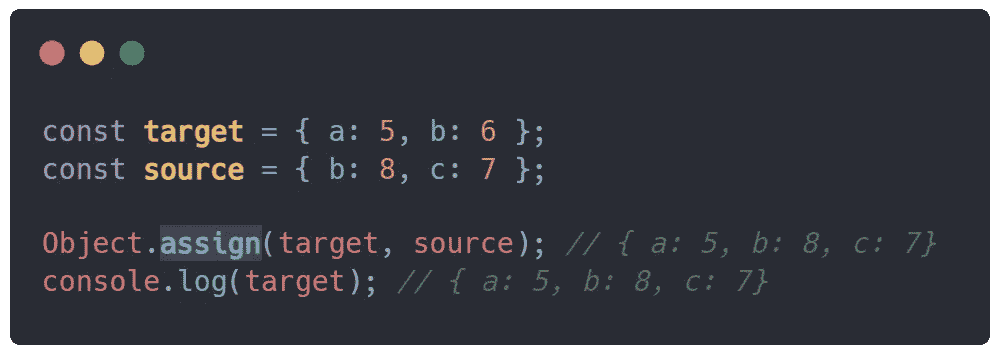 const target = { a: 5, b: 6 };
const source = { b: 8, c: 7 };
Object.assign(target, source); // { a: 5, b: 8, c: 7}
console.log(target); // { a: 5, b: 8, c: 7}